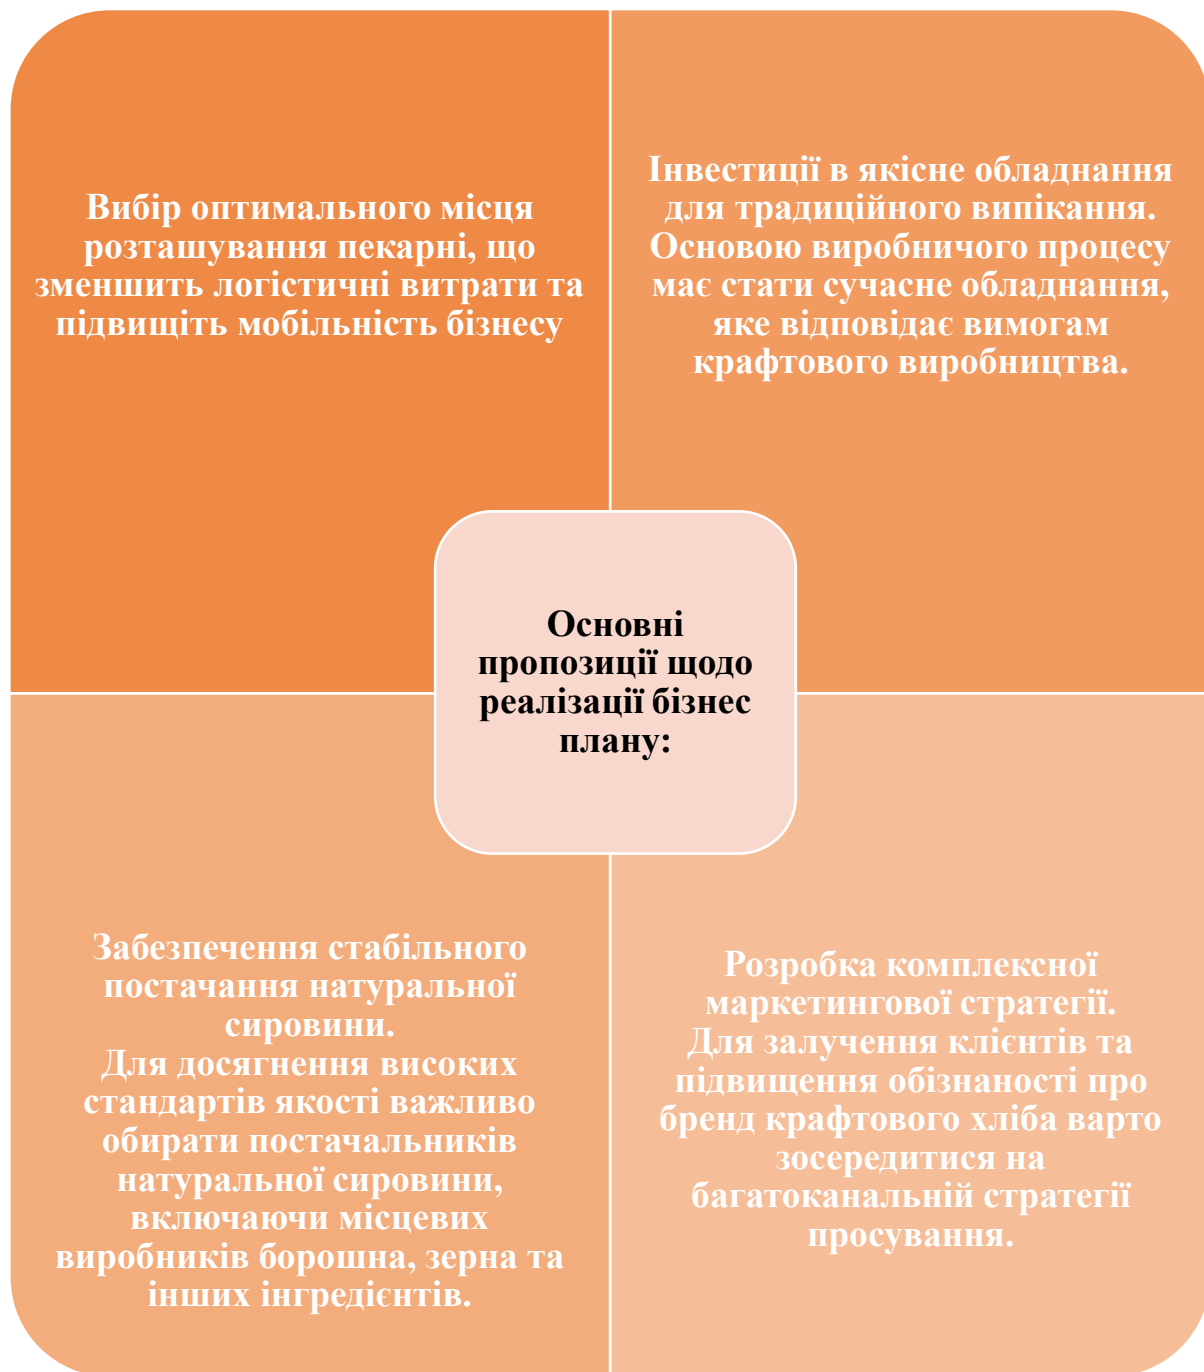 Вибір оптимального місця
розташування пекарні, що
зменшить логістичні витрати та
підвищіть мобільність бізнесу
Інвестиції в якісне обладнання
для традиційного випікання.
Основою виробничого процесу
має стати сучасне обладнання,
яке відповідає вимогам
крафтового виробництва.
Основні
пропозиції щодо
реалізації бізнес
плану:
Забезпечення стабільного
постачання натуральної
сировини.
Для досягнення високих
стандартів якості важливо
обирати постачальників
натуральної сировини,
включаючи місцевих
виробників борошна, зерна та
інших інгредієнтів.
Розробка комплексної
маркетингової стратегії.
Для залучення клієнтів та
підвищення обізнаності про
бренд крафтового хліба варто
зосередитися на
багатоканальній стратегії
просування.